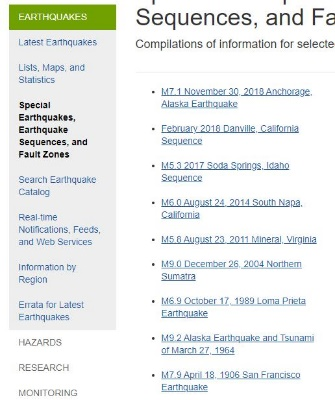 EARTHQUAKES
Latest Earthquakes
Lists, Maps, and
Statistics
Special
Earthquakes,
Earthquake
Sequences, and
Fault Zones
Search Earthquake
Catalog
Real-time
Notifications, Feeds,
and Web Services
Information by
Region
Errata for Latest
Earthquakes
HAZARDS
RESEARCH
MONITORING
Sequences, and Fa
Compilations of information for selecte
M7.1 November 30, 2018 Anchorage,
Alaska Earthquake
February 2018 Danville, California
Sequence
M5.3 2017 Soda Springs, Idaho
Sequence
M6.0 August 24, 2014 South Napa,
California
M5.8 August 23, 2011 Mineral, Virginia
M9.0 December 26, 2004 Northern
Sumatra
M6.9 October 17, 1989 Loma Prieta
Earthquake
M9.2 Alaska Earthquake and Tsunami
of March 27, 1964
M7.9 April 18, 1906 San Francisco
Earthquake